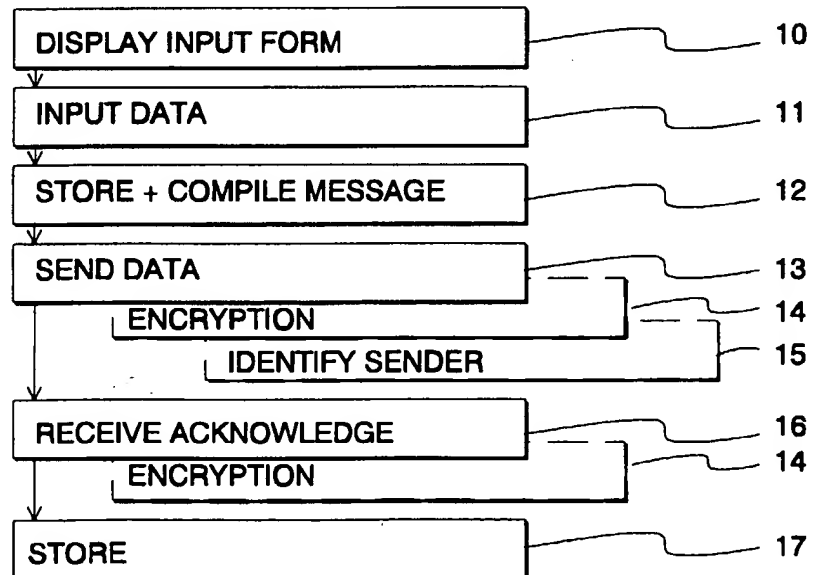 DISPLAY INPUT FORM 10
INPUT DATA 11
STORE + COMPILE MESSAGE 12
SEND DATA 13
ENCRYPTION 14
IDENTIFY SENDER 15
RECEIVE ACKNOWLEDGE 16
ENCRYPTION 14
STORE 17